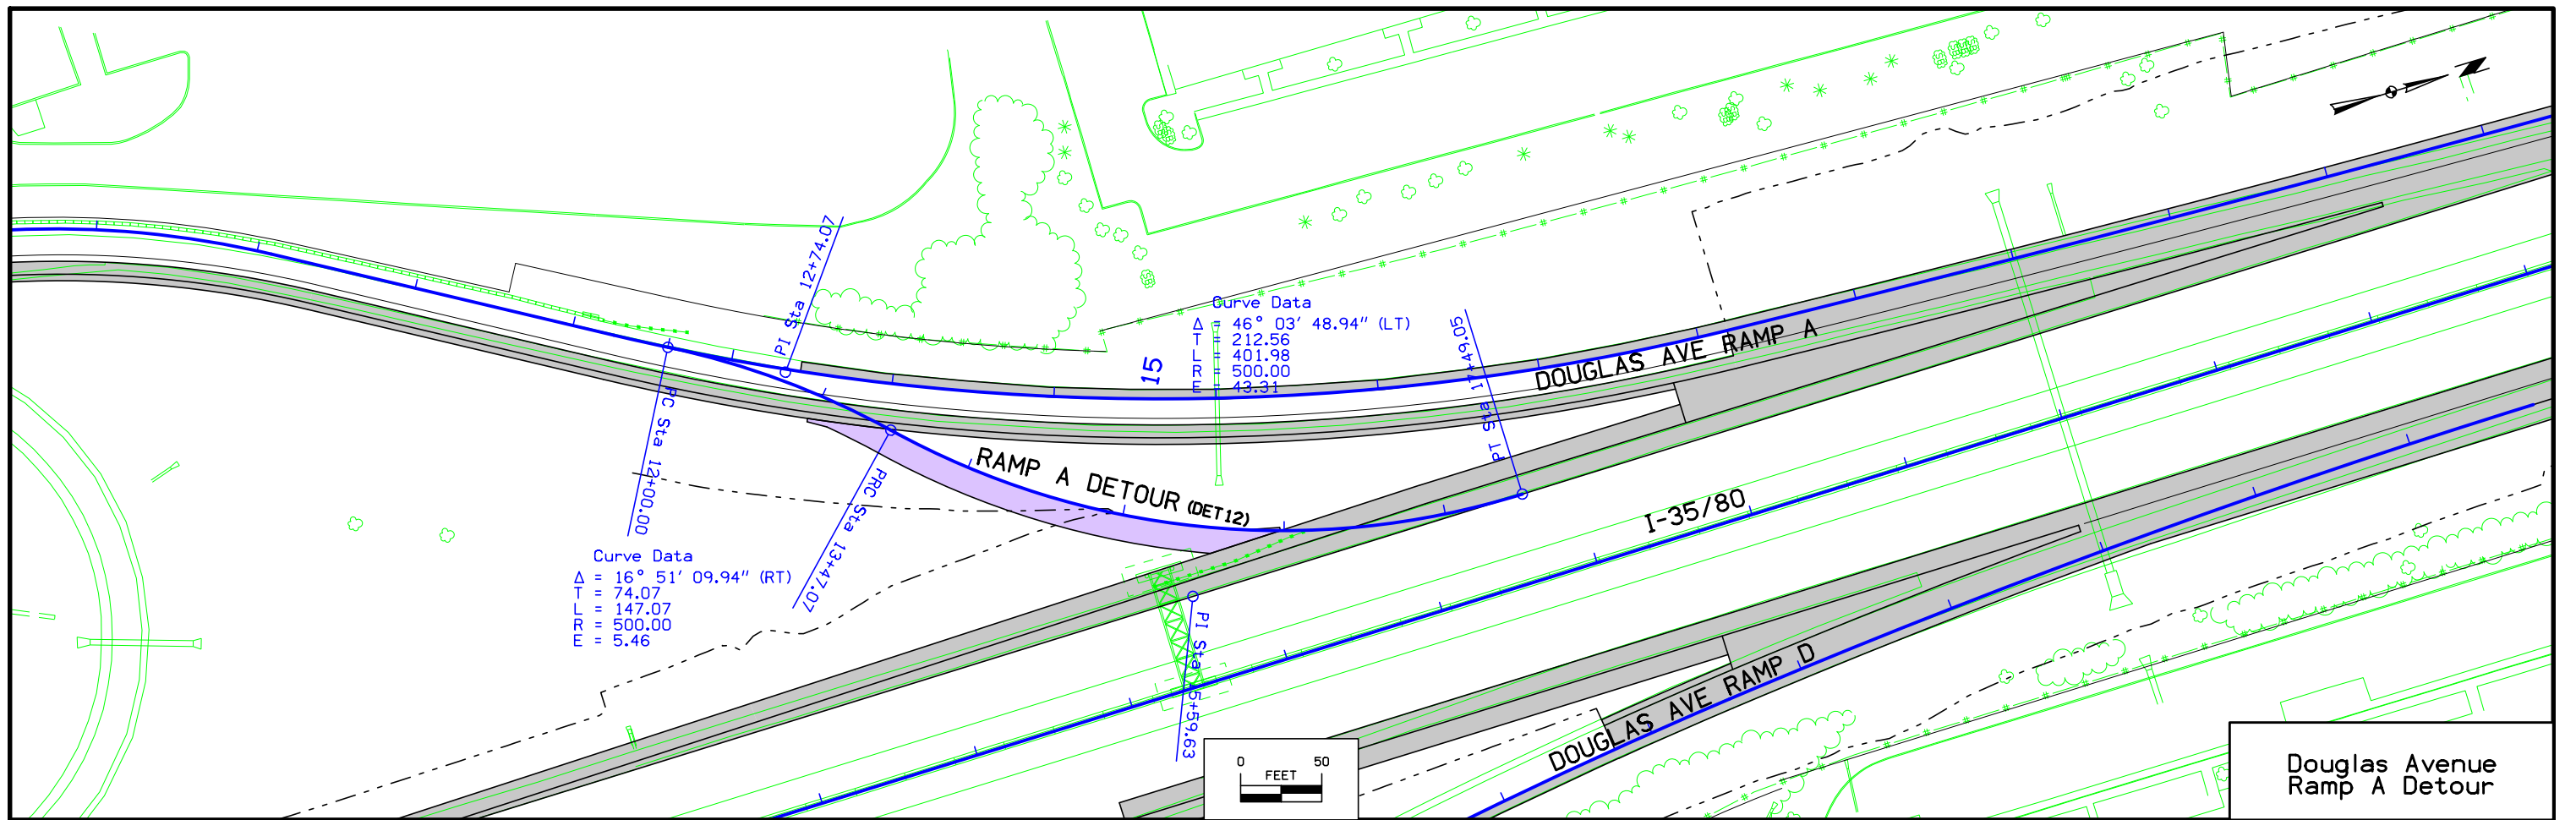 PI Sta 12+74.07
Curve Data
Δ = 46° 03′ 48.94″ (LT)
T = 212.56
L = 401.98
R = 500.00
E = 43.31
15
PT Sta 17+49.05
DOUGLAS AVE RAMP A
PC Sta 12+00.00
RAMP A DETOUR (DET12)
PRC Sta 13+47.07
I-35/80
Curve Data
Δ = 16° 51′ 09.94″ (RT)
T = 74.07
L = 147.07
R = 500.00
E = 5.46
PI Sta 15+59.63
DOUGLAS AVE RAMP D
0 50
FEET
Douglas Avenue
Ramp A Detour